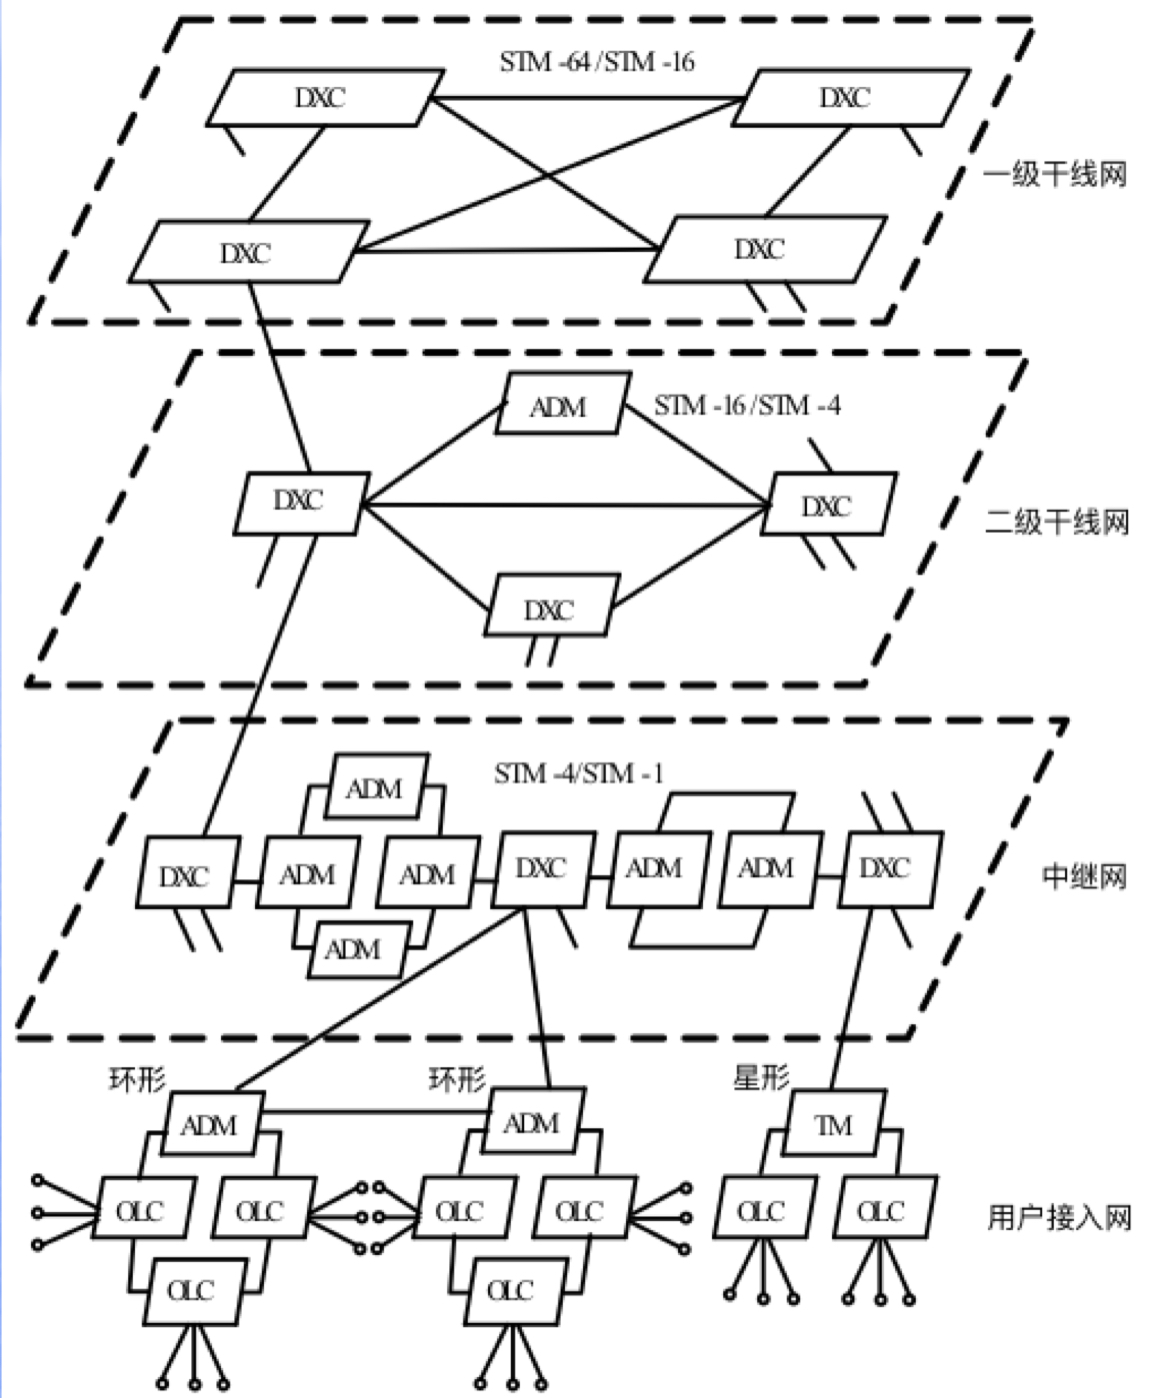 STM -64 /STM -16
DXC
DXC
一级干线网
DXC
DXC
ADM
STM -16 /STM -4
DXC
DXC
二级干线网
DXC
STM -4/STM -1
ADM
DXC
ADM
ADM
DXC
ADM
ADM
DXC
中继网
ADM
环形
环形
星形
ADM
ADM
TM
OLC
OLC
OLC
OLC
OLC
OLC
用户接入网
OLC
OLC